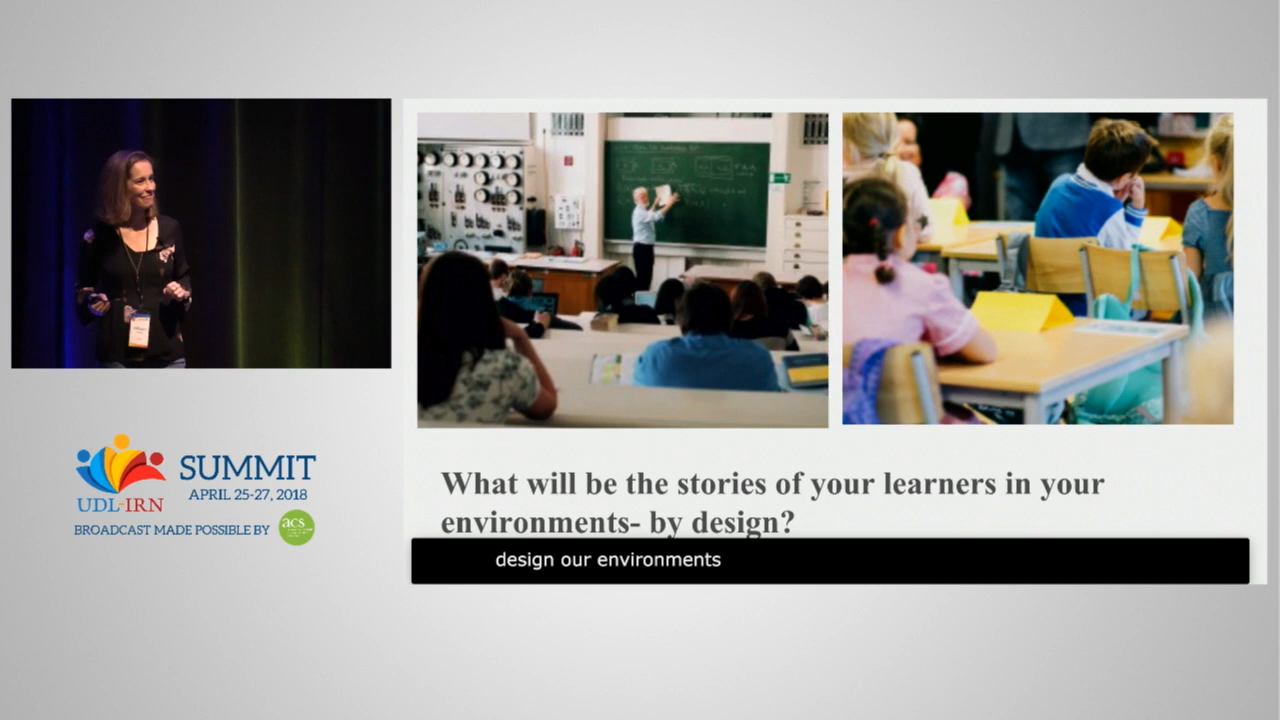 What will be the stories of your learners in your
environments- by design?
design our environments
SUMMIT
APRIL 25-27, 2018
UDL-IRN
BROADCAST MADE POSSIBLE BY
acs